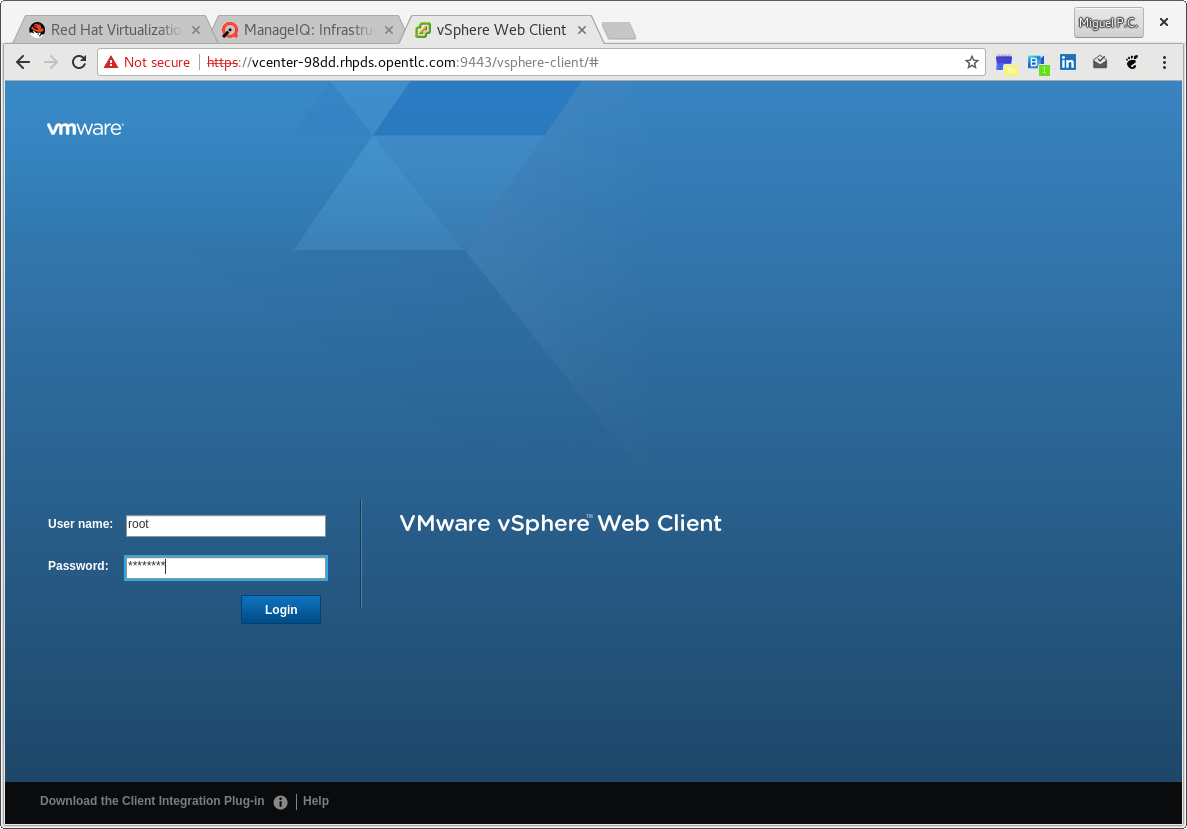 Miguel P.C.
Red Hat Virtualizatio
ManageIQ: Infrastru
vSphere Web Client
Not secure
https://vcenter-98dd.rhpds.opentlc.com:9443/vsphere-client/#
vmware
User name:
root
VMware vSphere™ Web Client
Password:
********
Login
Download the Client Integration Plug-in
Help